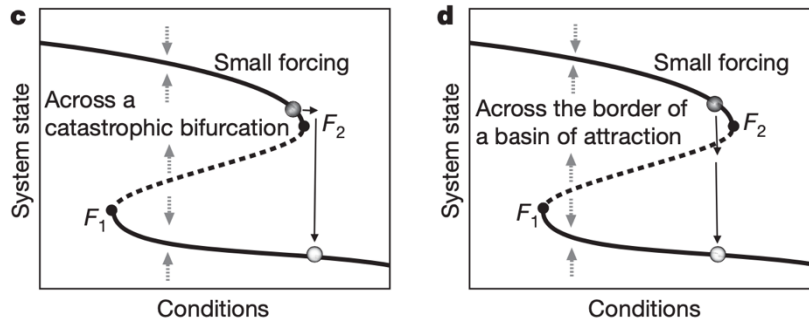 c
System state
Small forcing
Across a
catastrophic bifurcation
F2
F1
Conditions
d
System state
Small forcing
Across the border of
a basin of attraction
F2
F1
Conditions